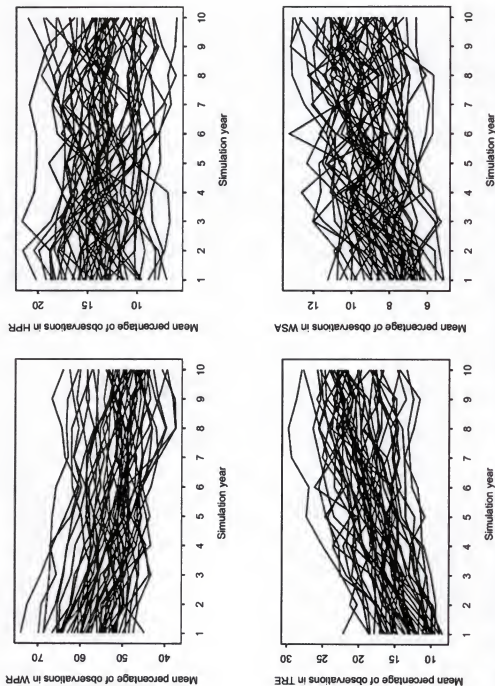 Mean percentage of observations in WPR
70
60
50
40
1 2 3 4 5 6 7 8 9 10
Simulation year
Mean percentage of observations in HPR
20
15
10
1 2 3 4 5 6 7 8 9 10
Simulation year
Mean percentage of observations in TRE
30
25
20
15
10
1 2 3 4 5 6 7 8 9 10
Simulation year
Mean percentage of observations in WSA
12
10
8
6
1 2 3 4 5 6 7 8 9 10
Simulation year